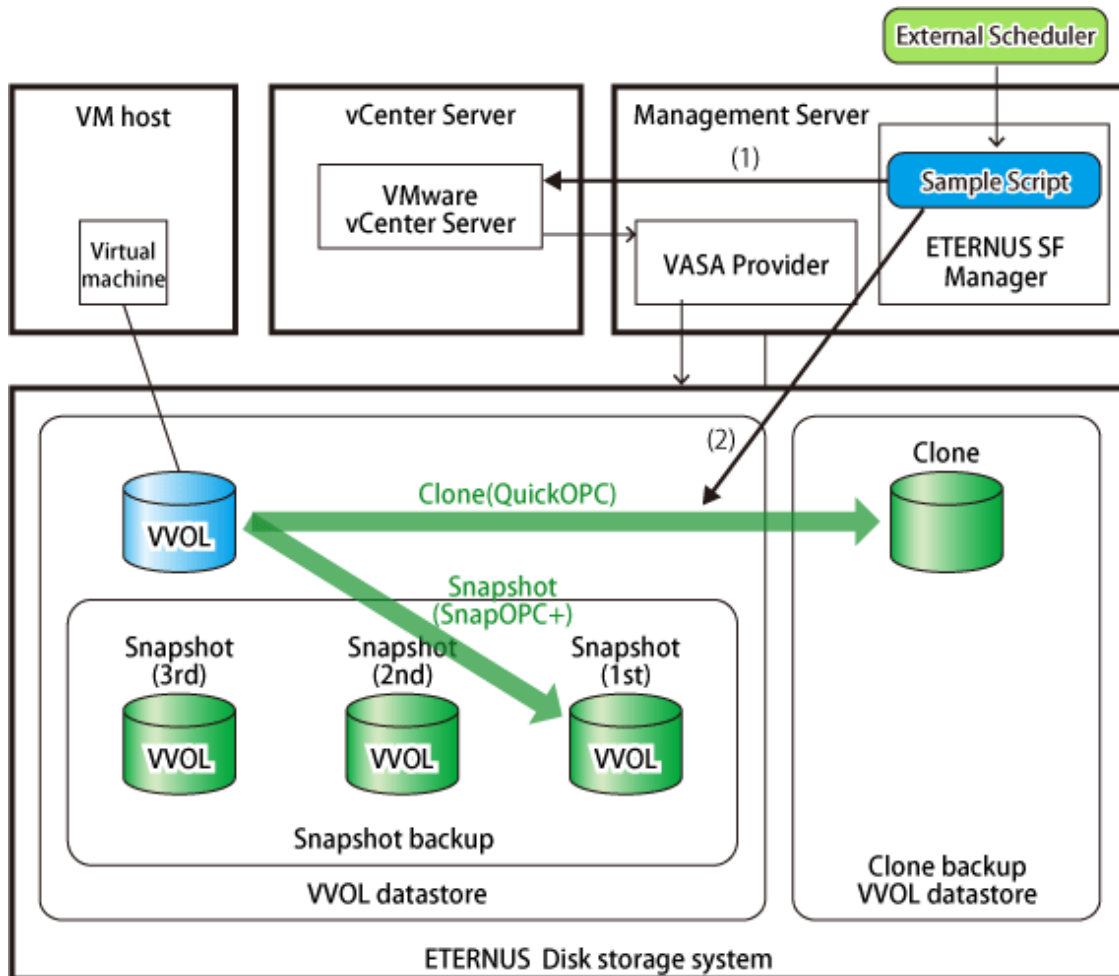 External Scheduler
VM host
vCenter Server
Management Server
(1)
Sample Script
VMware
vCenter Server
Virtual
machine
VASA Provider
ETERNUS SF
Manager
(2)
Clone
Clone(QuickOPC)
VVOL
Snapshot
(SnapOPC+)
Snapshot
(3rd)
Snapshot
(2nd)
Snapshot
(1st)
VVOL
VVOL
VVOL
Snapshot backup
VVOL datastore
Clone backup
VVOL datastore
ETERNUS Disk storage system